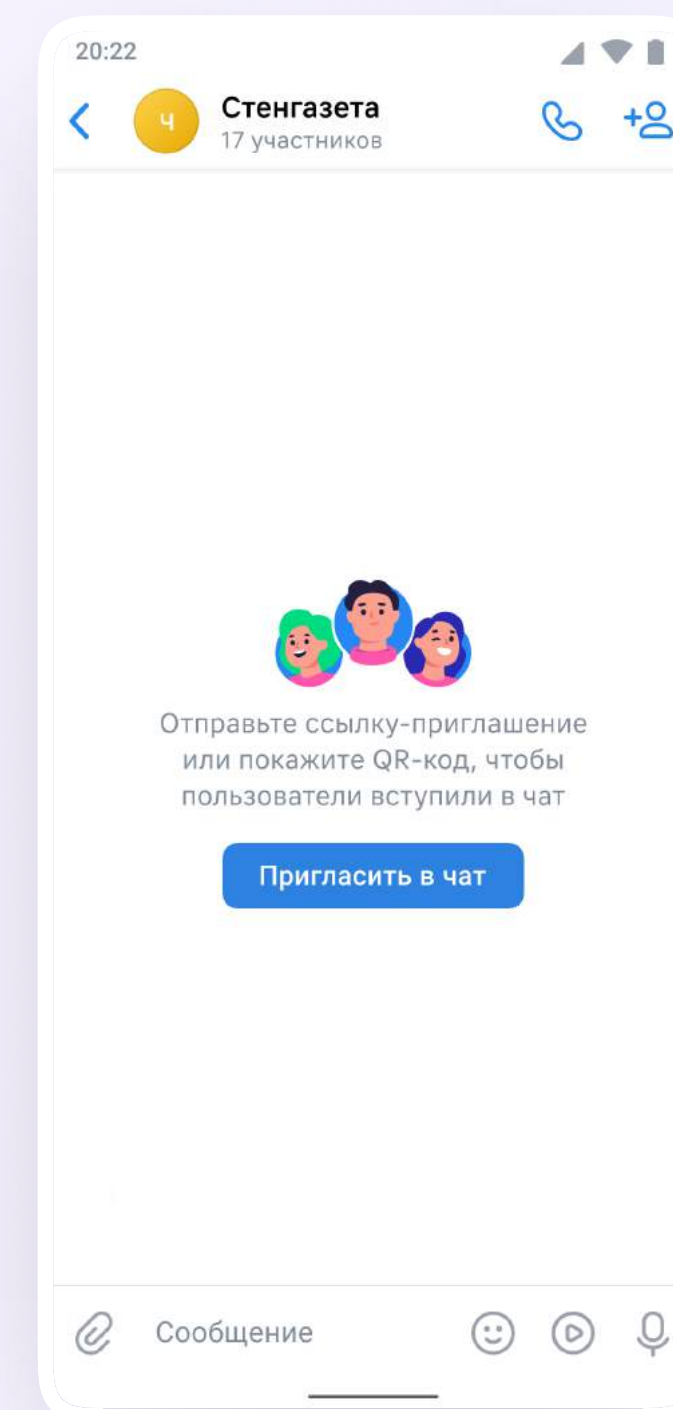 20:22
Ч
Стенгазета
17 участников
Отправьте ссылку-приглашение
или покажите QR-код, чтобы
пользователи вступили в чат
Пригласить в чат
Сообщение